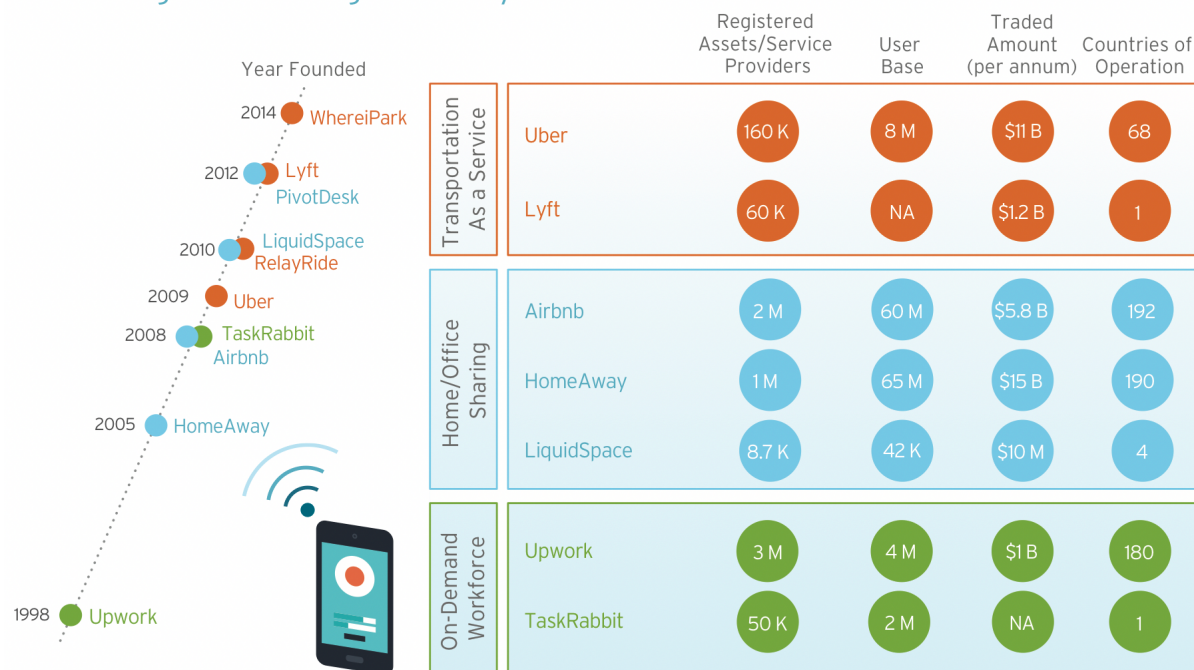 Year Founded
2014 WhereiPark
2012 Lyft
PivotDesk
2010 LiquidSpace
RelayRide
2009 Uber
2008 TaskRabbit
Airbnb
2005 HomeAway
1998 Upwork
Registered
Assets/Service
Providers
User
Base
Traded
Amount
(per annum)
Countries of
Operation
Transportation
As a Service
Uber 160 K 8 M $11 B 68
Lyft 60 K NA $1.2 B 1
Home/Office
Sharing
Airbnb 2 M 60 M $5.8 B 192
HomeAway 1 M 65 M $15 B 190
LiquidSpace 8.7 K 42 K $10 M 4
On-Demand
Workforce
Upwork 3 M 4 M $1 B 180
TaskRabbit 50 K 2 M NA 1